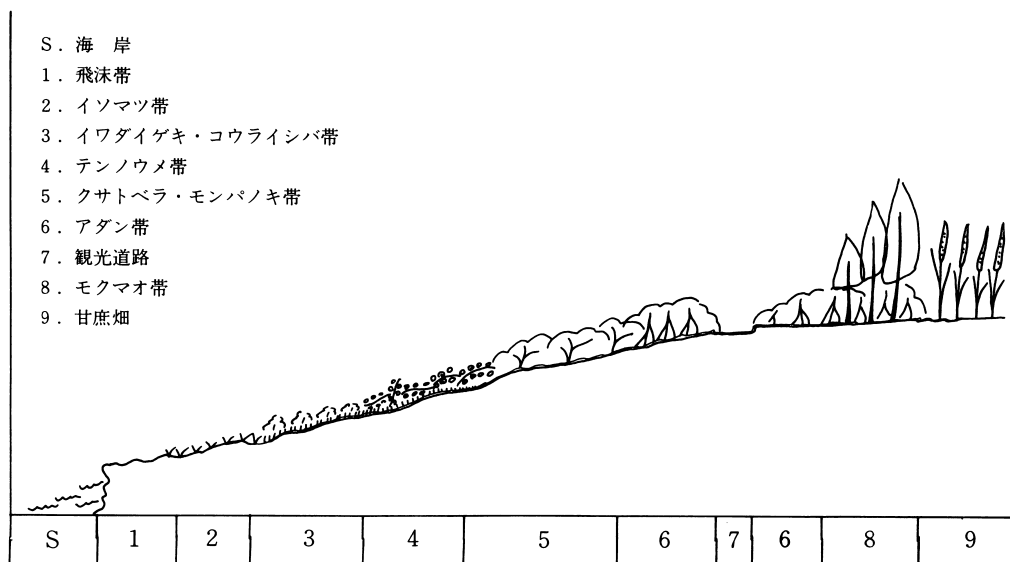 S. 海 岸
1. 飛沫帯
2. イソマツ帯
3. イワダイゲキ・コウライシバ帯
4. テンノウメ帯
5. クサトベラ・モンパノキ帯
6. アダン帯
7. 観光道路
8. モクマオ帯
9. 甘庶畑
S 1 2 3 4 5 6 7 6 8 9